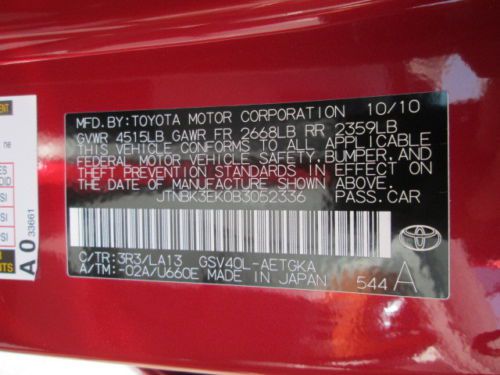 MFD.BY:TOYOTA MOTOR CORPORATION 10/10
GVWR 4515LB GAWR FR 2668LB RR 2359LB
THIS VEHICLE CONFORMS TO ALL APPLICABLE
FEDERAL MOTOR VEHICLE SAFETY,BUMPER,AND
THEFT PREVENTION STANDARDS IN EFFECT ON
THE DATE OF MANUFACTURE SHOWN ABOVE.
JTNBK3EK0B3052336 PASS.CAR
C/TR:3R3/LA13 GSV40L-AETGKA
A/TM:-02A/U660E MADE IN JAPAN
544 A
A0
33661